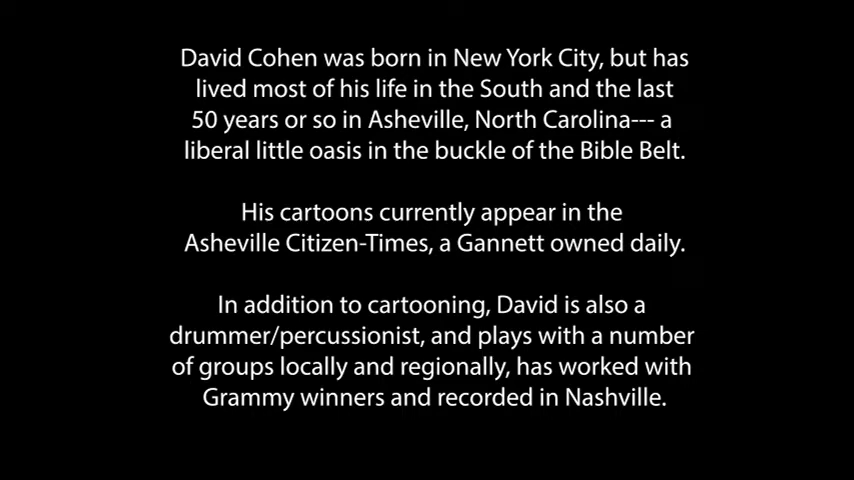 David Cohen was born in New York City, but has
lived most of his life in the South and the last
50 years or so in Asheville, North Carolina--- a
liberal little oasis in the buckle of the Bible Belt.
His cartoons currently appear in the
Asheville Citizen-Times, a Gannett owned daily.
In addition to cartooning, David is also a
drummer/percussionist, and plays with a number
of groups locally and regionally, has worked with
Grammy winners and recorded in Nashville.